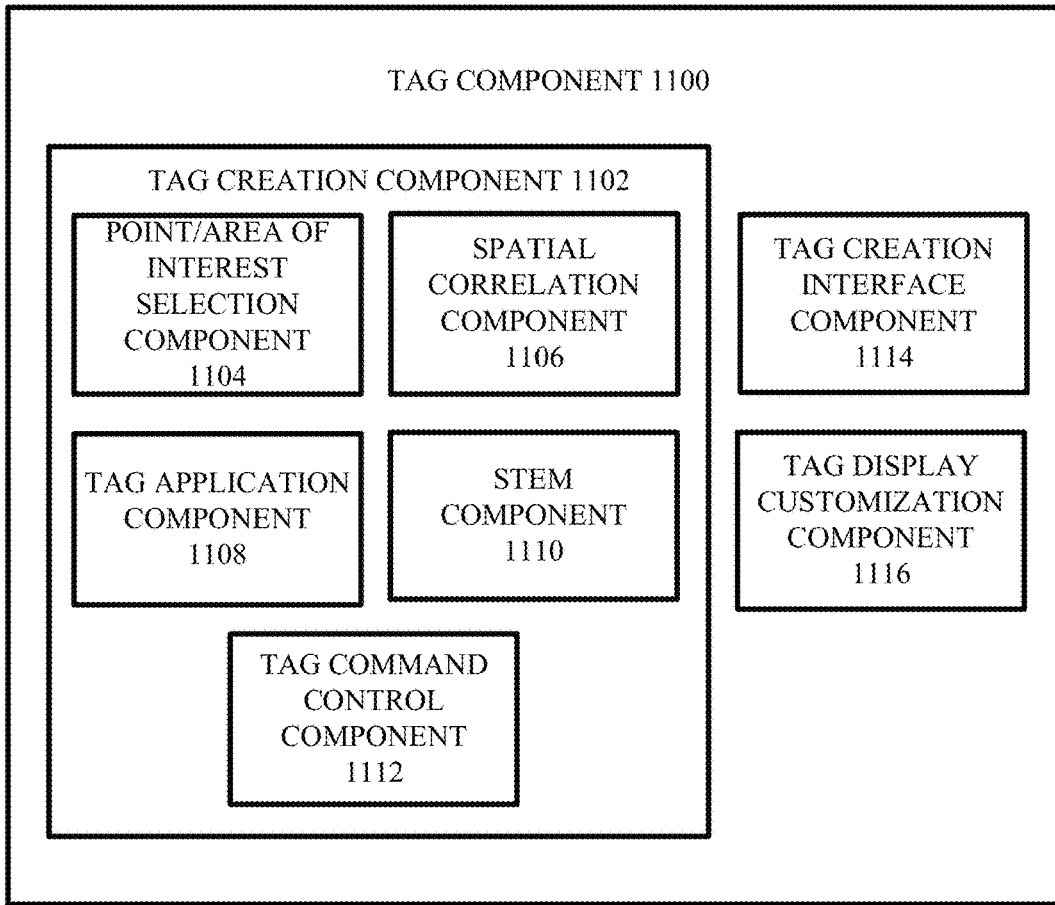 TAG COMPONENT 1100
TAG CREATION COMPONENT 1102
POINT/AREA OF
INTEREST
SELECTION
COMPONENT
1104
SPATIAL
CORRELATION
COMPONENT
1106
TAG CREATION
INTERFACE
COMPONENT
1114
TAG APPLICATION
COMPONENT
1108
STEM
COMPONENT
1110
TAG DISPLAY
CUSTOMIZATION
COMPONENT
1116
TAG COMMAND
CONTROL
COMPONENT
1112